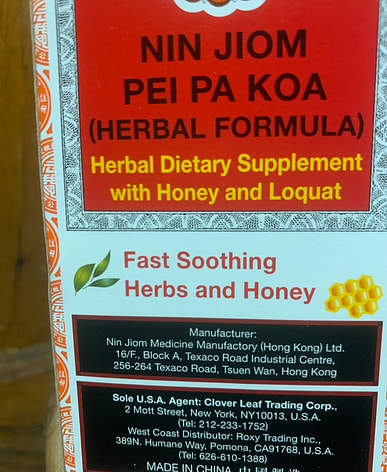 NIN JIOM
PEI PA KOA
(HERBAL FORMULA)
Herbal Dietary Supplement
with Honey and Loquat
Fast Soothing
Herbs and Honey
Manufacturer:
Nin Jiom Medicine Manufactory (Hong Kong) Ltd.
16/F., Block A, Texaco Road Industrial Centre,
256-264 Texaco Road, Tsuen Wan, Hong Kong
Sole U.S.A. Agent: Clover Leaf Trading Corp.,
2 Mott Street, New York, NY10013, U.S.A.
(Tel: 212-233-1752)
West Coast Distributor: Roxy Trading Inc.,
389N. Humane Way, Pomona, CA91768, U.S.A.
(Tel: 626-610-1388)
MADE IN CHINA 中國製造